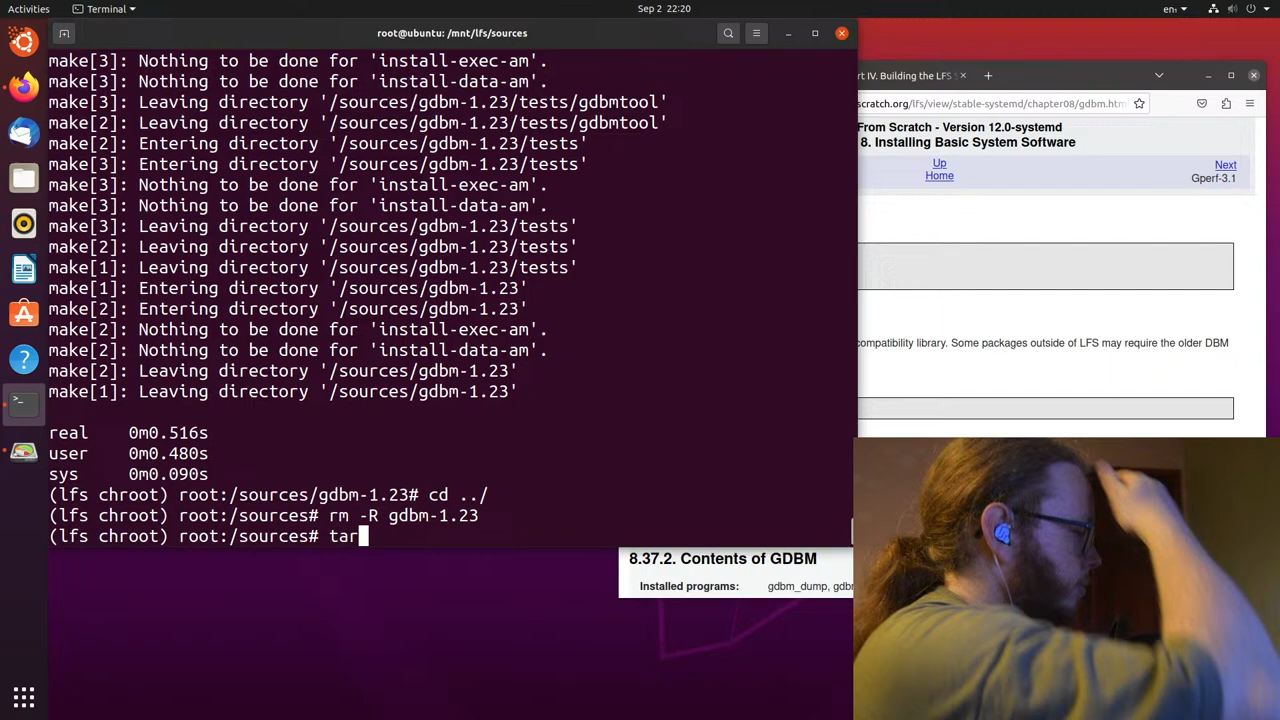 Activities
Terminal
Sep 2 22:20
en
root@ubuntu: /mnt/lfs/sources
make[3]: Nothing to be done for 'install-exec-am'.
make[3]: Nothing to be done for 'install-data-am'.
make[3]: Leaving directory '/sources/gdbm-1.23/tests/gdbmtool'
make[2]: Leaving directory '/sources/gdbm-1.23/tests/gdbmtool'
make[2]: Entering directory '/sources/gdbm-1.23/tests'
make[3]: Entering directory '/sources/gdbm-1.23/tests'
make[3]: Nothing to be done for 'install-exec-am'.
make[3]: Nothing to be done for 'install-data-am'.
make[3]: Leaving directory '/sources/gdbm-1.23/tests'
make[2]: Leaving directory '/sources/gdbm-1.23/tests'
make[1]: Leaving directory '/sources/gdbm-1.23/tests'
make[1]: Entering directory '/sources/gdbm-1.23'
make[2]: Entering directory '/sources/gdbm-1.23'
make[2]: Nothing to be done for 'install-exec-am'.
make[2]: Nothing to be done for 'install-data-am'.
make[2]: Leaving directory '/sources/gdbm-1.23'
make[1]: Leaving directory '/sources/gdbm-1.23'
real 0m0.516s
user 0m0.480s
sys 0m0.090s
(lfs chroot) root:/sources/gdbm-1.23# cd ../
(lfs chroot) root:/sources# rm -R gdbm-1.23
(lfs chroot) root:/sources# tar
rt IV. Building the LFS S
scratch.org/lfs/view/stable-systemd/chapter08/gdbm.htm
From Scratch - Version 12.0-systemd
8. Installing Basic System Software
Up
Home
Next
Gperf-3.1
compatibility library. Some packages outside of LFS may require the older DBM
8.37.2. Contents of GDBM
Installed programs: gdbm_dump, gdbm